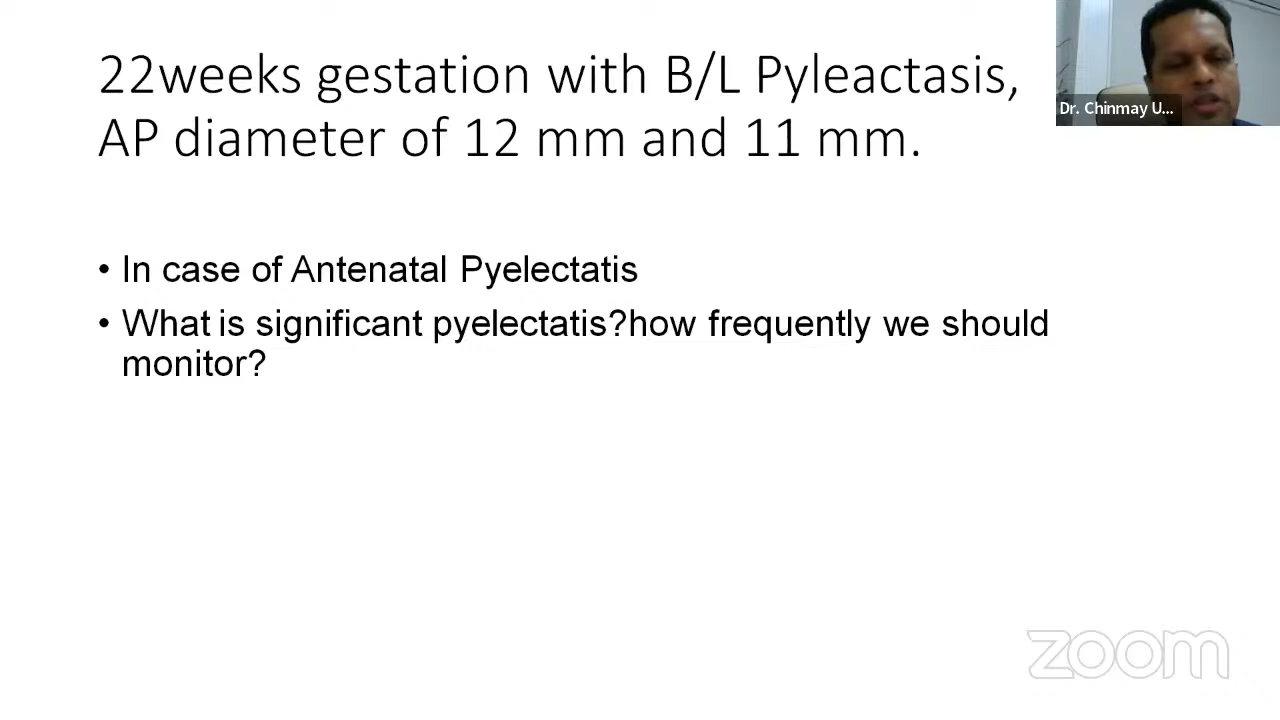 22weeks gestation with B/L Pyleactasis,
AP diameter of 12 mm and 11 mm.
Dr. Chinmay U...
• In case of Antenatal Pyelectatis
• What is significant pyelectatis?how frequently we should
monitor?
zoom